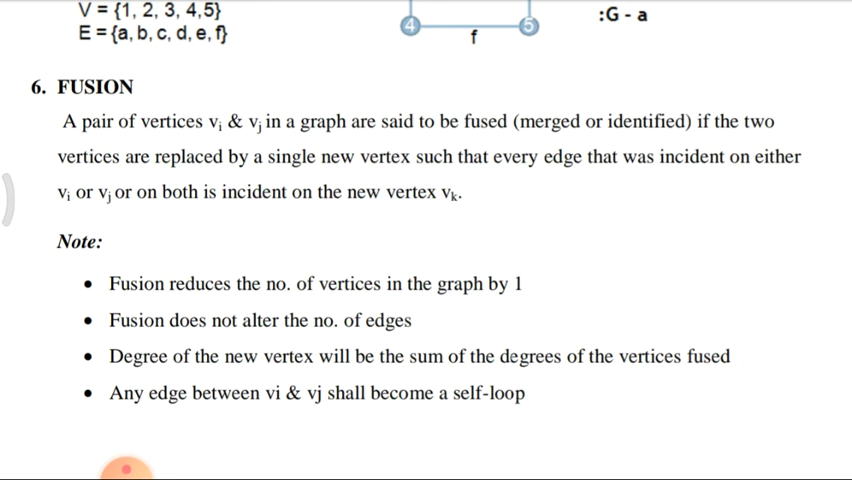 V = {1, 2, 3, 4,5}
E = {a, b, c, d, e, f}
4 5
f
:G - a
6. FUSION
A pair of vertices vi & vj in a graph are said to be fused (merged or identified) if the two
vertices are replaced by a single new vertex such that every edge that was incident on either
vi or vj or on both is incident on the new vertex vk.
Note:
• Fusion reduces the no. of vertices in the graph by 1
• Fusion does not alter the no. of edges
• Degree of the new vertex will be the sum of the degrees of the vertices fused
• Any edge between vi & vj shall become a self-loop